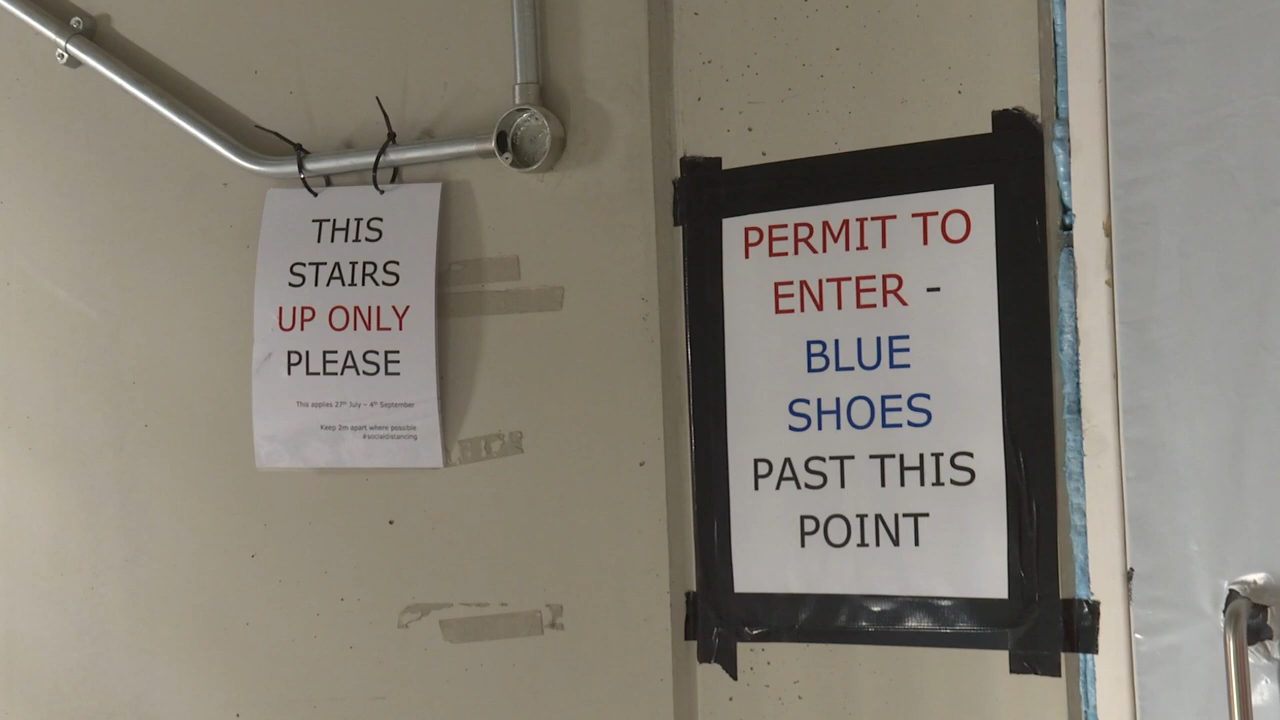 THIS
STAIRS
UP ONLY
PLEASE
This applies 27th July – 4th September
Keep 2m apart where possible
#socialdistancing
PERMIT TO
ENTER -
BLUE
SHOES
PAST THIS
POINT